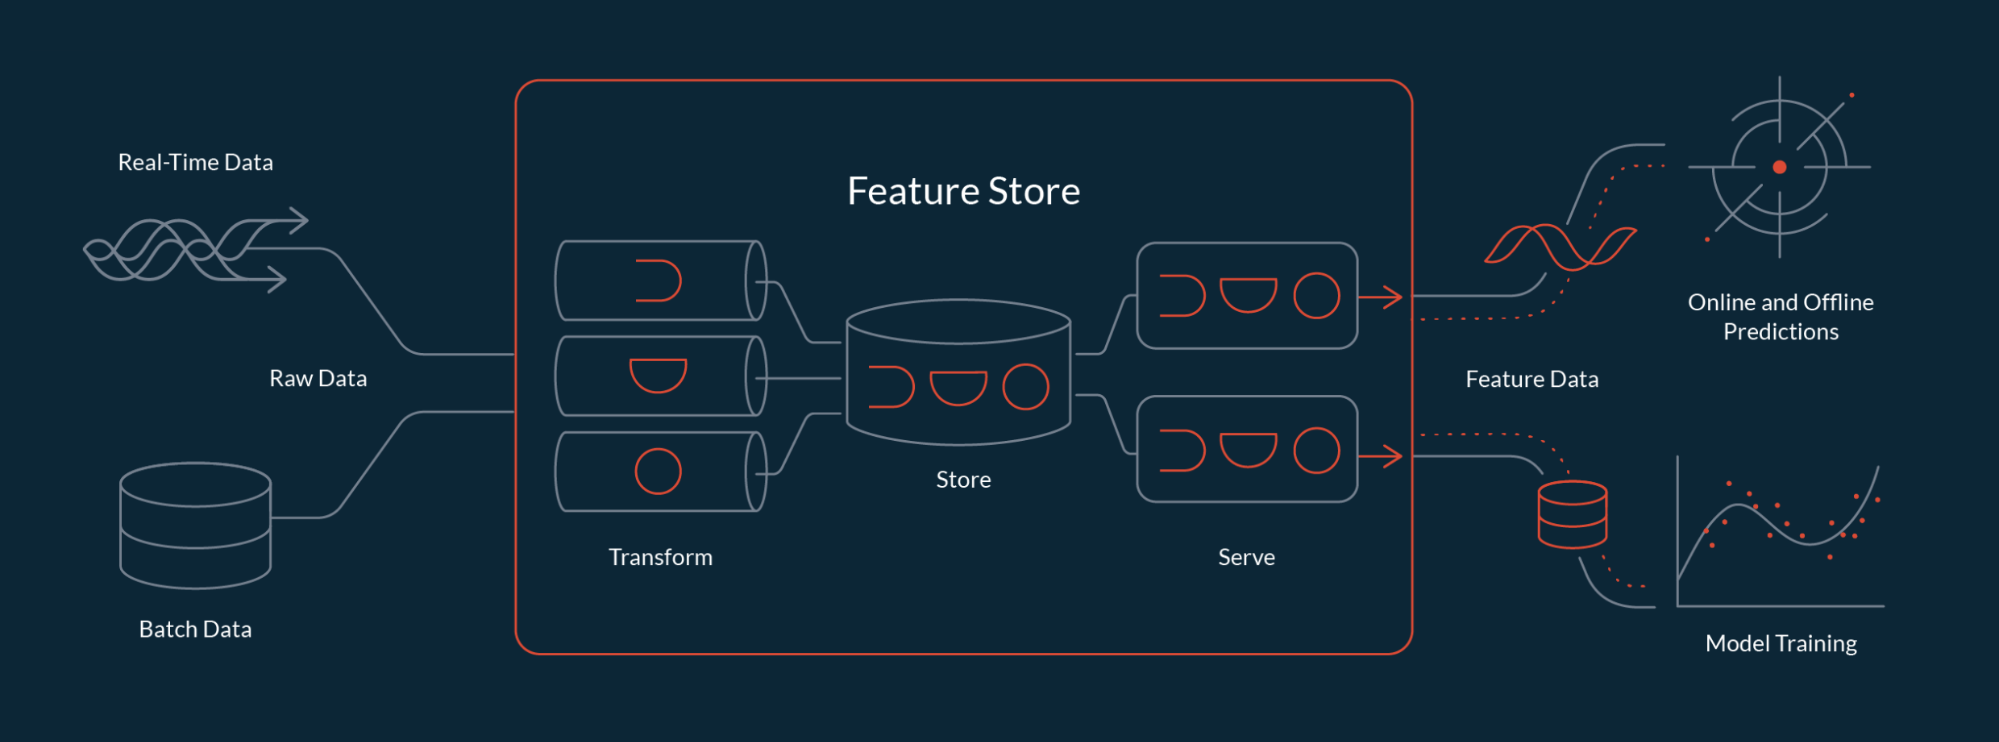 Real-Time Data
Raw Data
Batch Data
Feature Store
Transform
Store
Serve
Feature Data
Online and Offline
Predictions
Model Training